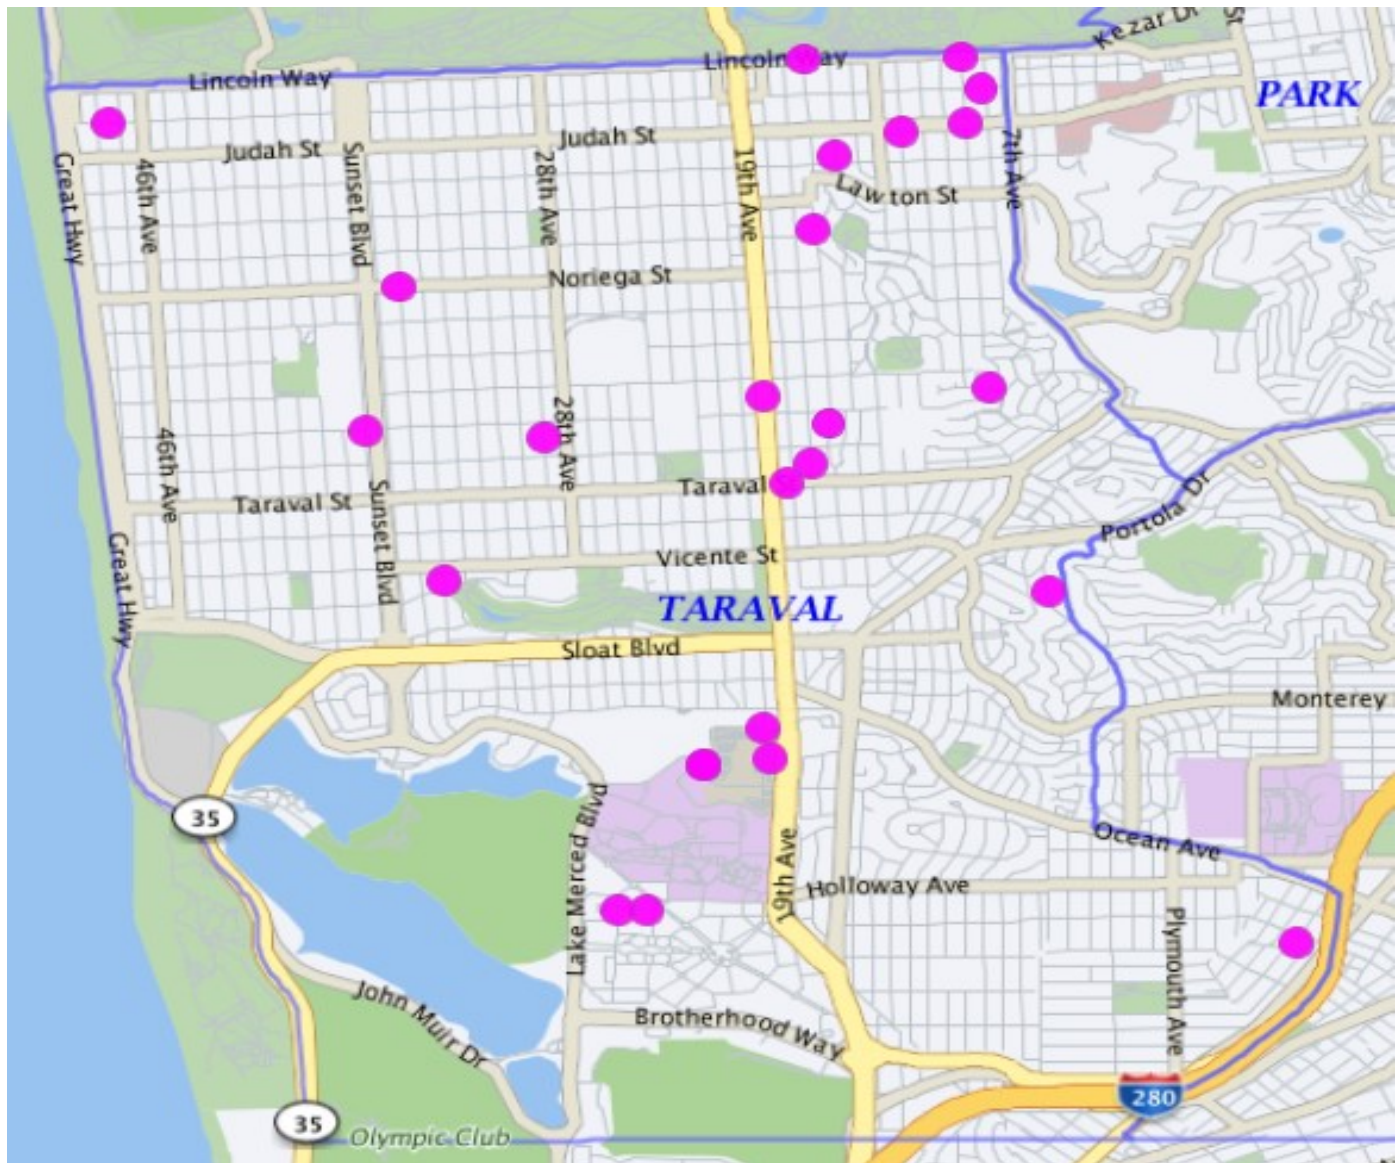 Kezar Dr
St
Lincoln Way
Lincoln Way
PARK
Judah St
Judah St
Great Hwy
46th Ave
Sunset Blvd
28th Ave
19th Ave
7th Ave
Lawton St
Noriega St
46th Ave
28th Ave
Taraval St
Sunset Blvd
Taraval
Portola Dr
Great Hwy
Vicente St
TARAVAL
Sloat Blvd
Monterey
35
Lake Merced Blvd
19th Ave
Ocean Ave
Holloway Ave
Plymouth Ave
John Muir Dr
Brotherhood Way
280
35
Olympic Club